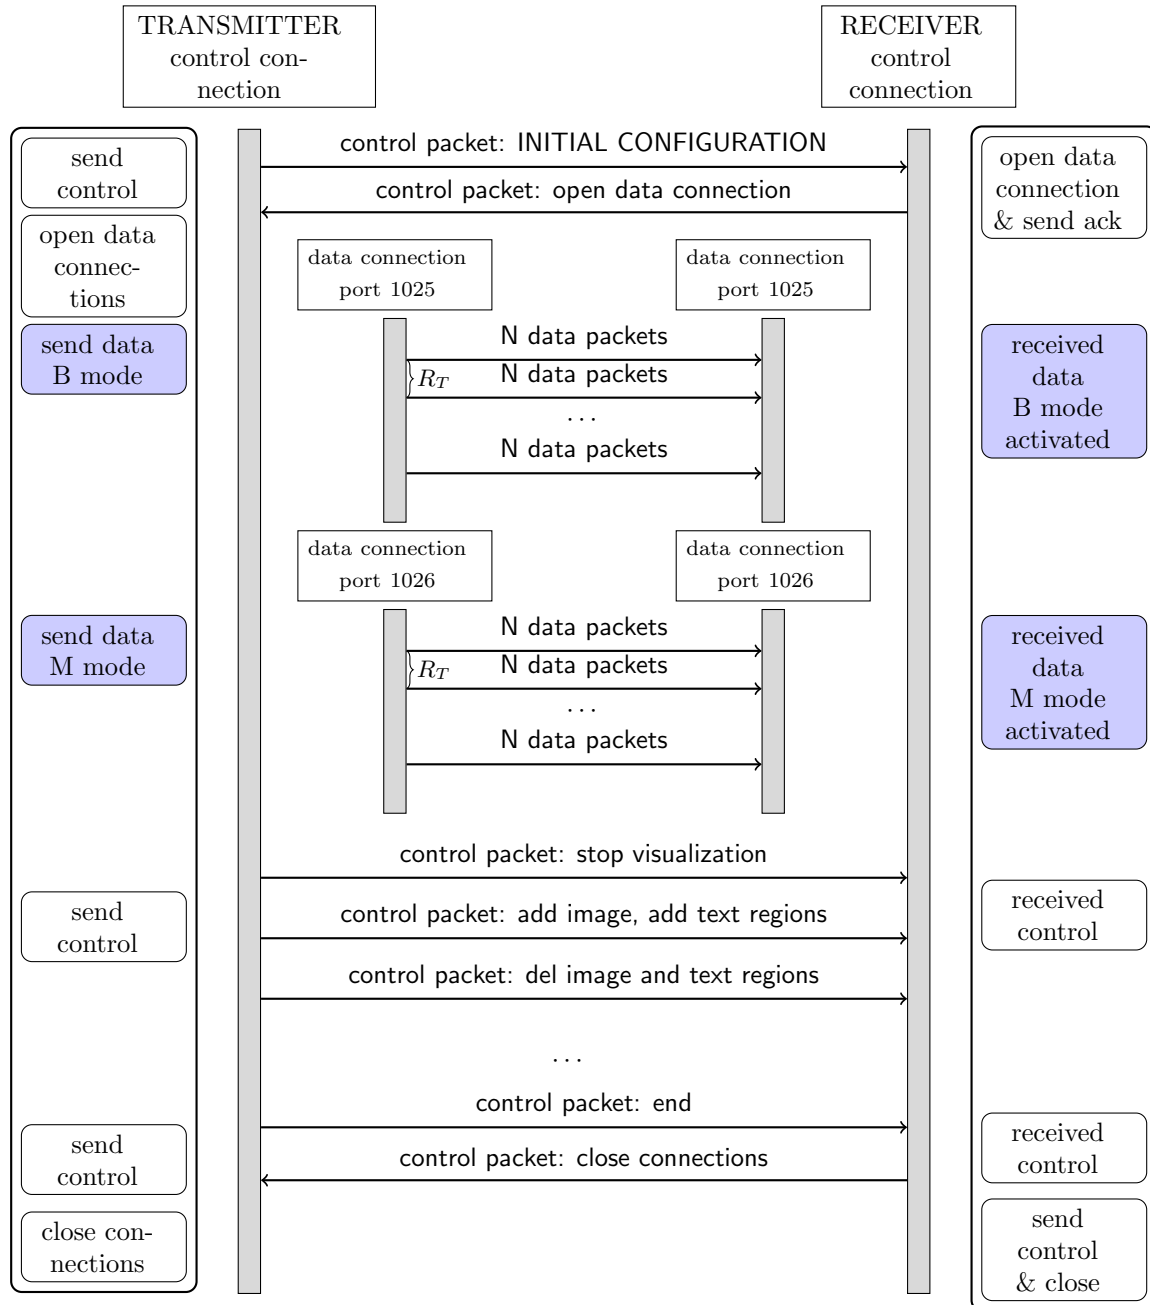 TRANSMITTER
control con-
nection
RECEIVER
control
connection
send
control
control packet: INITIAL CONFIGURATION
open data
connection
& send ack
control packet: open data connection
open data
connec-
tions
data connection
port 1025
data connection
port 1025
send data
B mode
N data packets
R_T
N data packets
...
N data packets
received
data
B mode
activated
data connection
port 1026
data connection
port 1026
send data
M mode
N data packets
R_T
N data packets
...
N data packets
received
data
M mode
activated
control packet: stop visualization
send
control
control packet: add image, add text regions
received
control
control packet: del image and text regions
...
control packet: end
send
control
received
control
control packet: close connections
close con-
nections
send
control
& close